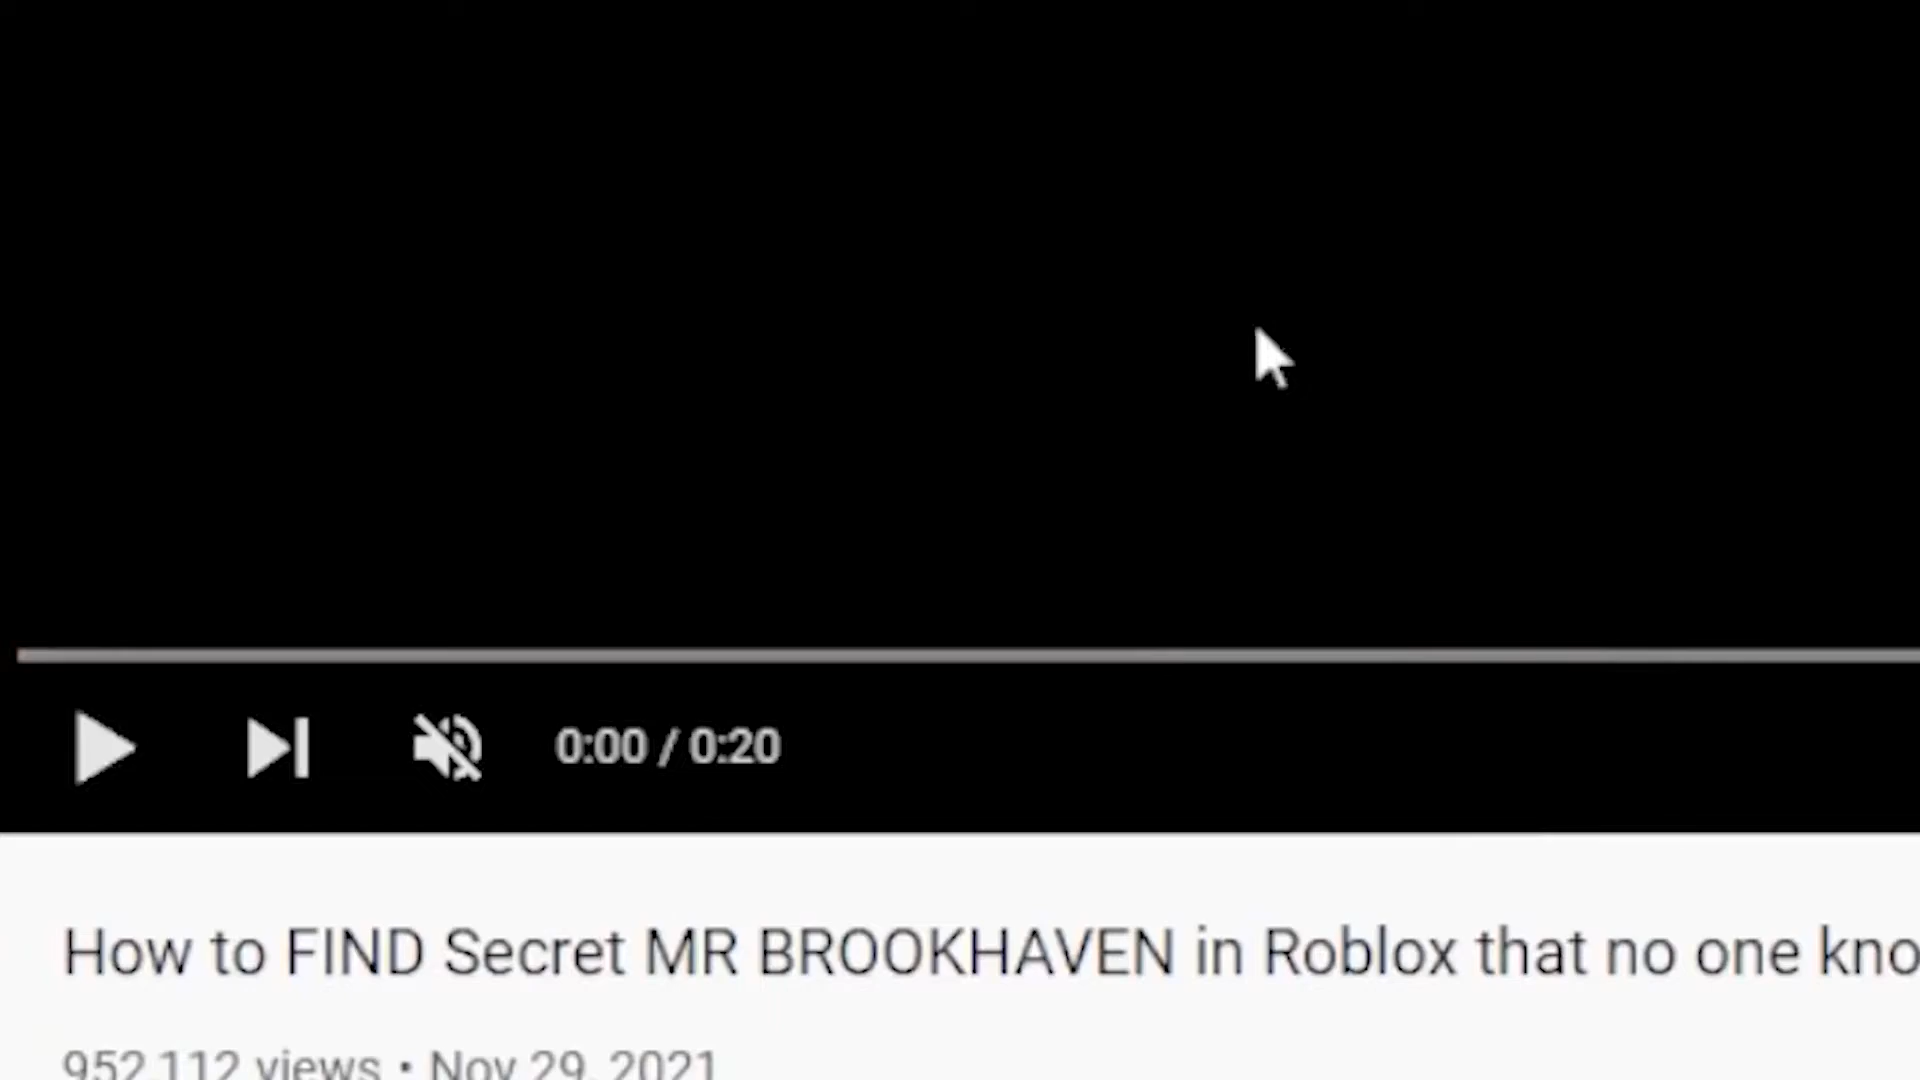 0:00 / 0:20
How to FIND Secret MR BROOKHAVEN in Roblox that no one kno
952,112 views • Nov 29, 2021